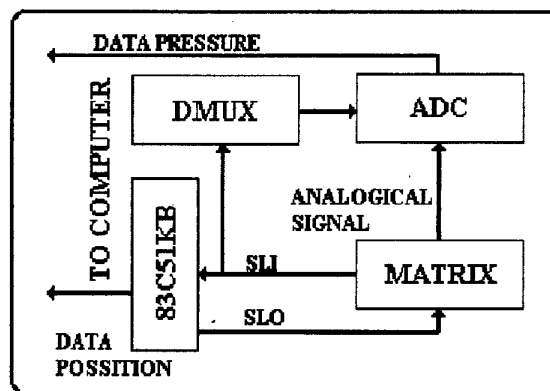 DATA PRESSURE
DMUX
ADC
TO COMPUTER
83C51KB
ANALOGICAL
SIGNAL
SLI
MATRIX
SLO
DATA
POSSITION